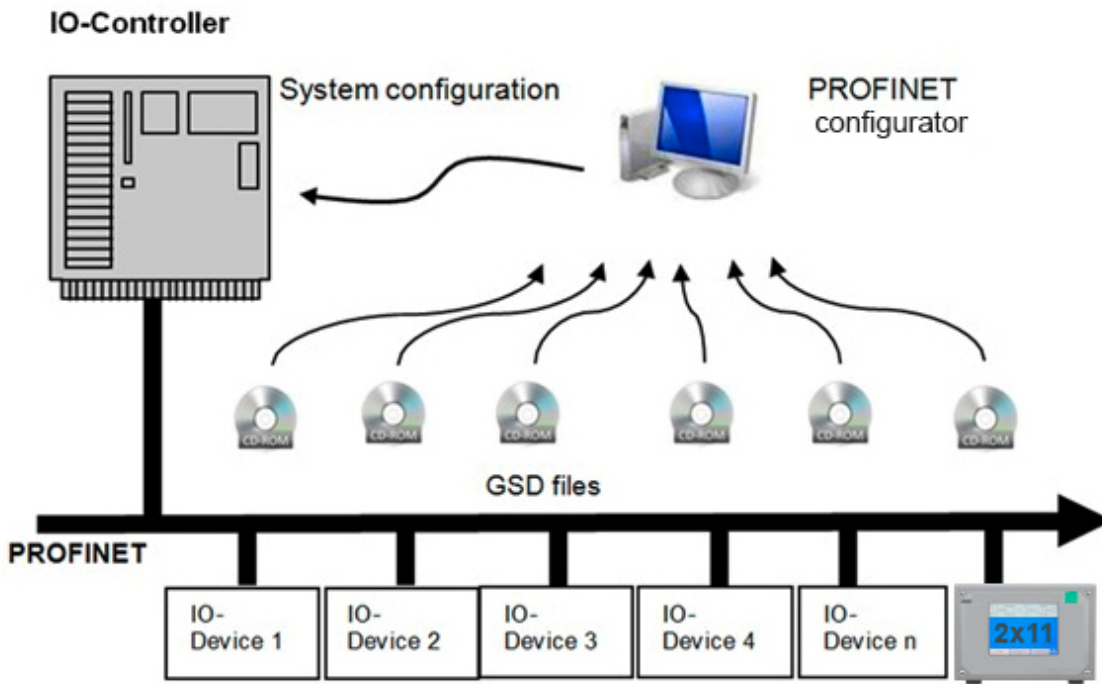 IO-Controller
System configuration
PROFINET
configurator
CD-ROM
CD-ROM
CD-ROM
CD-ROM
CD-ROM
CD-ROM
GSD files
PROFINET
IO-
Device 1
IO-
Device 2
IO-
Device 3
IO-
Device 4
IO-
Device n
2x11